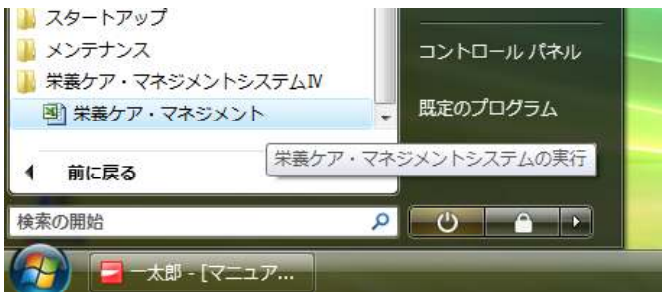 スタートアップ
メンテナンス
栄養ケア・マネジメントシステムⅣ
栄養ケア・マネジメント
前に戻る
検索の開始
コントロール パネル
既定のプログラム
栄養ケア・マネジメントシステムの実行
一太郎 - [マニュア...